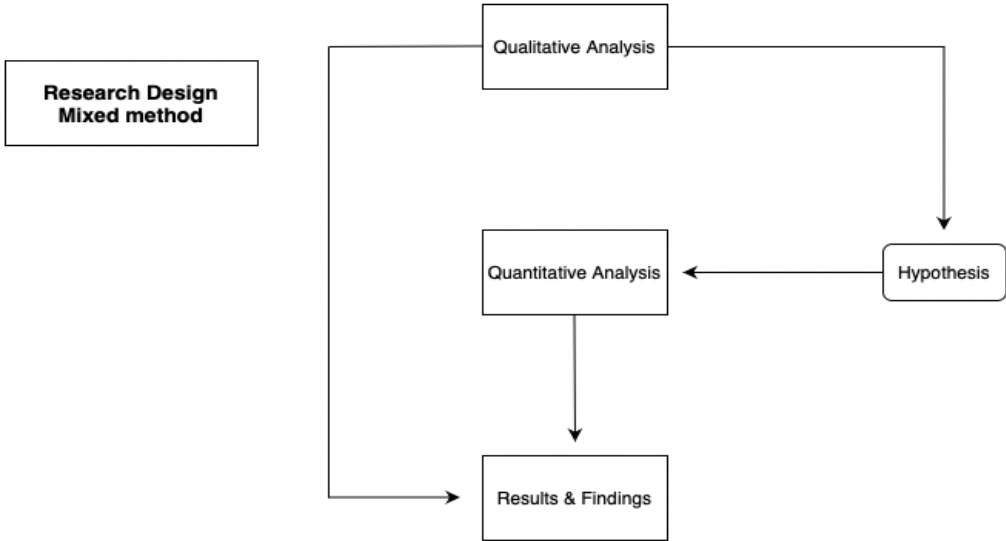 Qualitative Analysis
Research Design
Mixed method
Quantitative Analysis
Hypothesis
Results & Findings